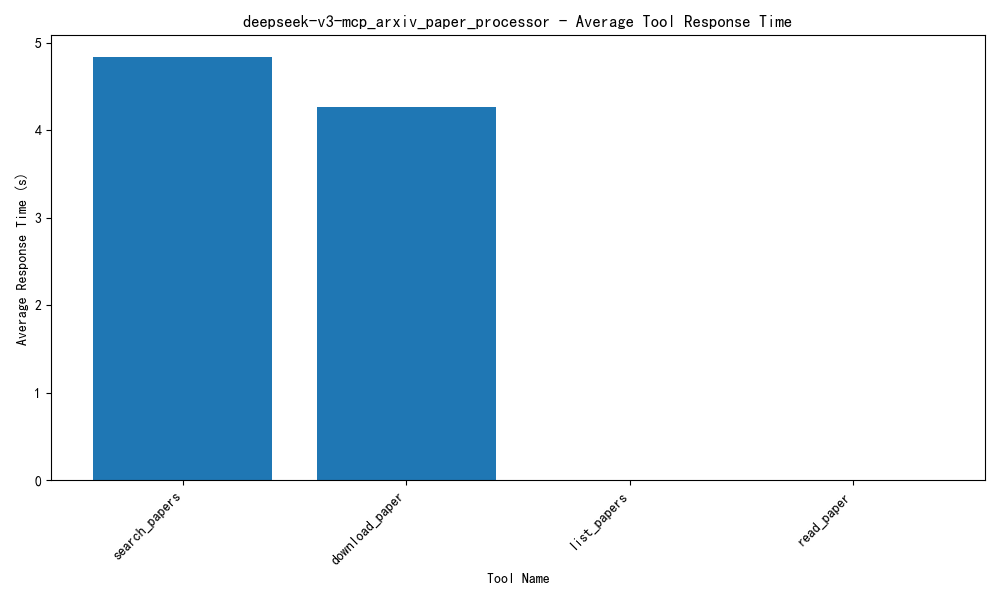 deepseek-v3-mcp_arxiv_paper_processor - Average Tool Response Time
Average Response Time (s)
5
4
3
2
1
0
search_papers
download_paper
list_papers
read_paper
Tool Name